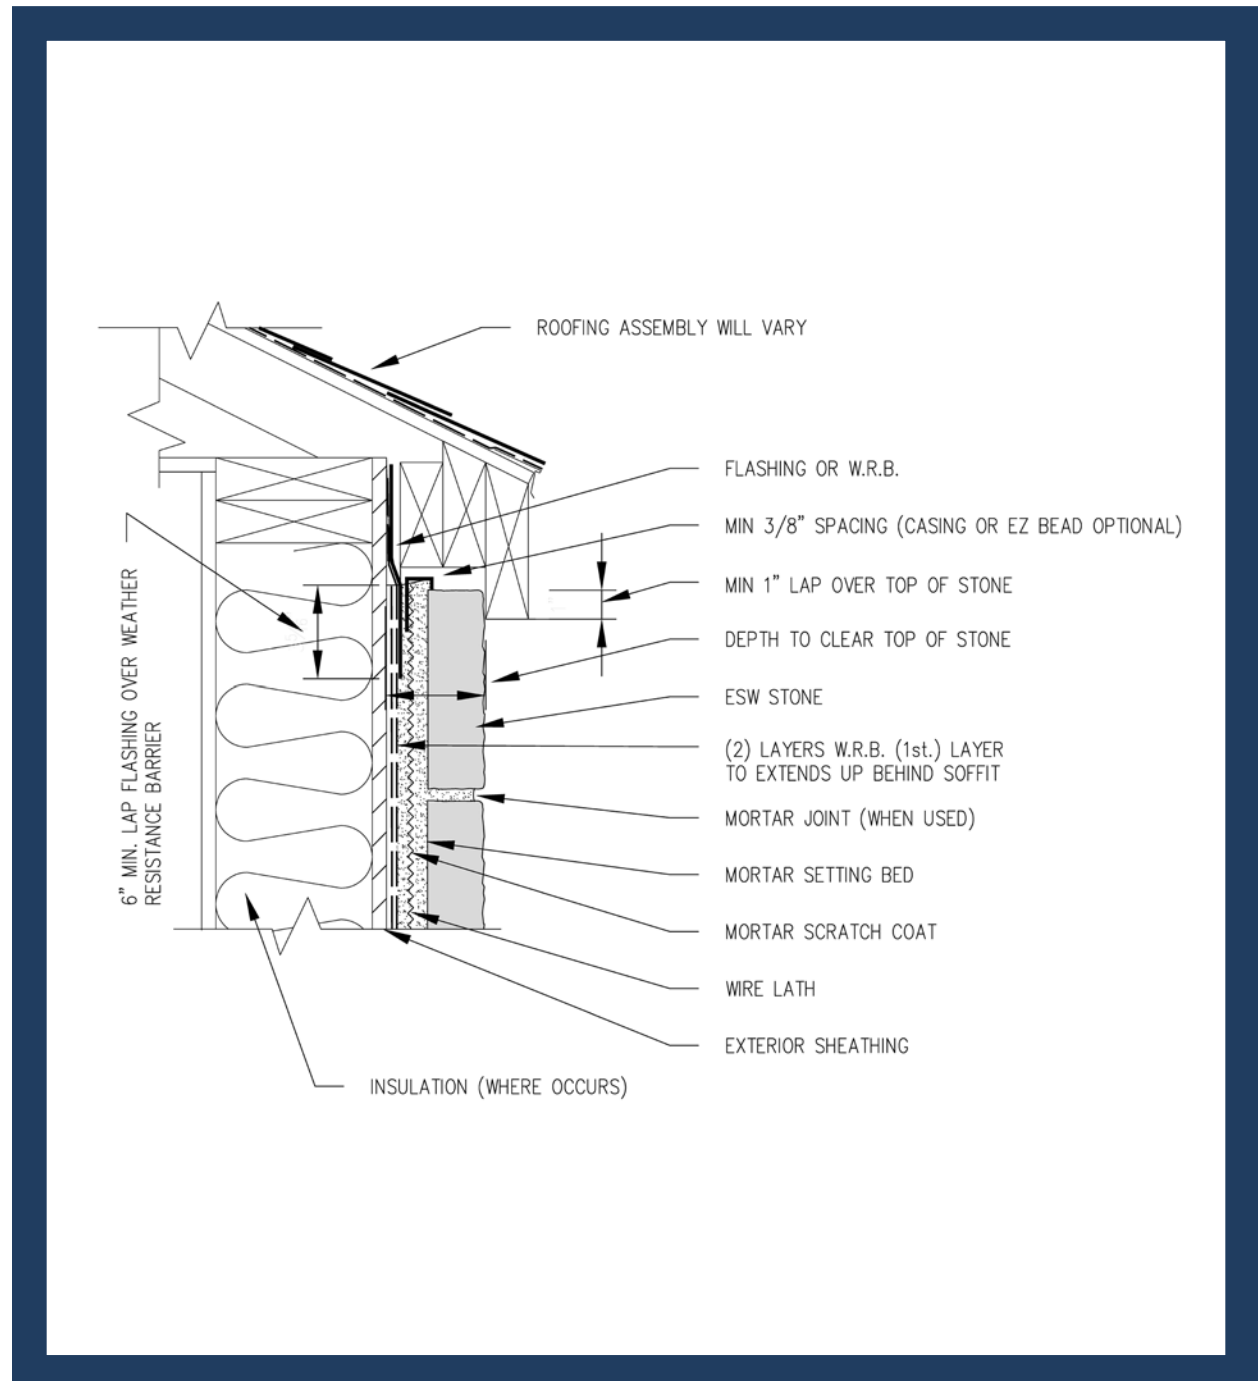 ROOFING ASSEMBLY WILL VARY
FLASHING OR W.R.B.
MIN 3/8" SPACING (CASING OR EZ BEAD OPTIONAL)
MIN 1" LAP OVER TOP OF STONE
DEPTH TO CLEAR TOP OF STONE
ESW STONE
(2) LAYERS W.R.B. (1st.) LAYER
TO EXTENDS UP BEHIND SOFFIT
MORTAR JOINT (WHEN USED)
MORTAR SETTING BED
MORTAR SCRATCH COAT
WIRE LATH
EXTERIOR SHEATHING
INSULATION (WHERE OCCURS)
6" MIN. LAP FLASHING OVER WEATHER
RESISTANCE BARRIER